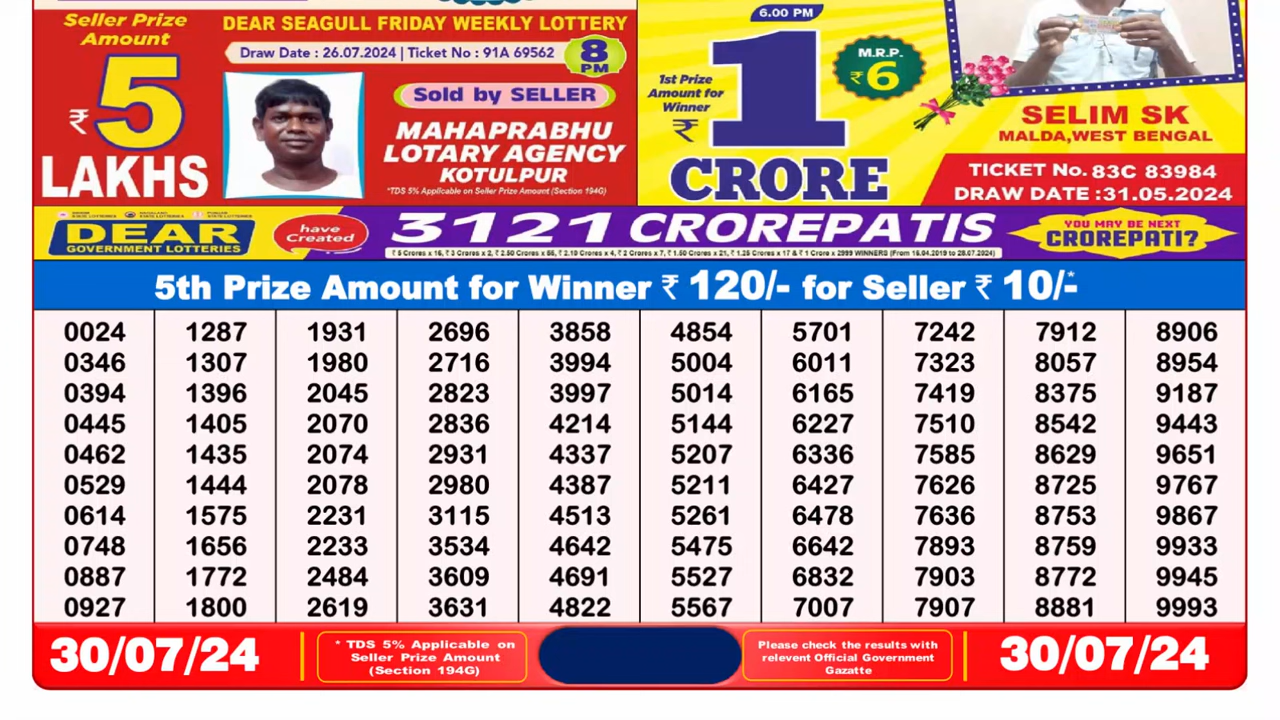 Seller Prize
Amount
₹5
LAKHS
DEAR SEAGULL FRIDAY WEEKLY LOTTERY
Draw Date : 26.07.2024 | Ticket No : 91A 69562
8
PM
Sold by SELLER
MAHAPRABHU
LOTARY AGENCY
KOTULPUR
*TDS 5% Applicable on Seller Prize Amount (Section 194G)
6.00 PM
1st Prize
Amount for
Winner
₹
1
CRORE
M.R.P.
₹6
SELIM SK
MALDA,WEST BENGAL
TICKET No. 83C 83984
DRAW DATE :31.05.2024
DEAR
GOVERNMENT LOTTERIES
have
Created
3121 CROREPATIS
YOU MAY BE NEXT
CROREPATI?
5th Prize Amount for Winner ₹ 120/- for Seller ₹ 10/-*
0024 1287 1931 2696 3858 4854 5701 7242 7912 8906
0346 1307 1980 2716 3994 5004 6011 7323 8057 8954
0394 1396 2045 2823 3997 5014 6165 7419 8375 9187
0445 1405 2070 2836 4214 5144 6227 7510 8542 9443
0462 1435 2074 2931 4337 5207 6336 7585 8629 9651
0529 1444 2078 2980 4387 5211 6427 7626 8725 9767
0614 1575 2231 3115 4513 5261 6478 7636 8753 9867
0748 1656 2233 3534 4642 5475 6642 7893 8759 9933
0887 1772 2484 3609 4691 5527 6832 7903 8772 9945
0927 1800 2619 3631 4822 5567 7007 7907 8881 9993
30/07/24
* TDS 5% Applicable on
Seller Prize Amount
(Section 194G)
Please check the results with
relevent Official Government
Gazatte
30/07/24